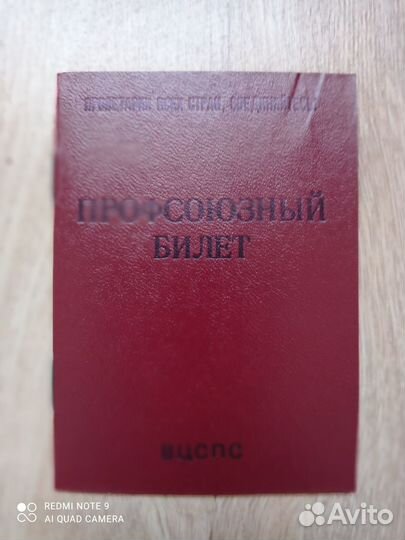 ПРОЛЕТАРИИ ВСЕХ СТРАН, СОЕДИНЯЙТЕСЬ!
ПРОФСОЮЗНЫЙ
БИЛЕТ
ВЦСПС
REDMI NOTE 9
AI QUAD CAMERA
Avito